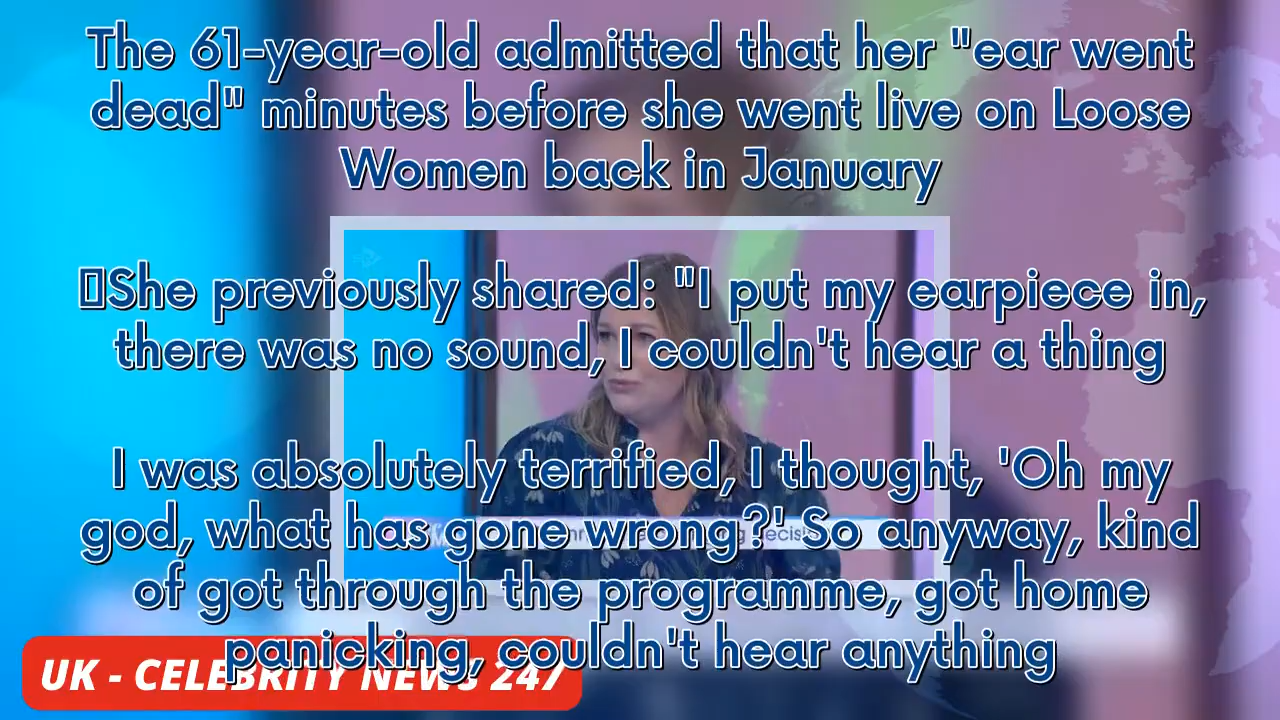 The 61-year-old admitted that her "ear went
dead" minutes before she went live on Loose
Women back in January
She previously shared: "I put my earpiece in,
there was no sound, I couldn't hear a thing
I was absolutely terrified, I thought, 'Oh my
god, what has gone wrong?' So anyway, kind
of got through the programme, got home
panicking, couldn't hear anything
UK - CELEBRITY NEWS 247